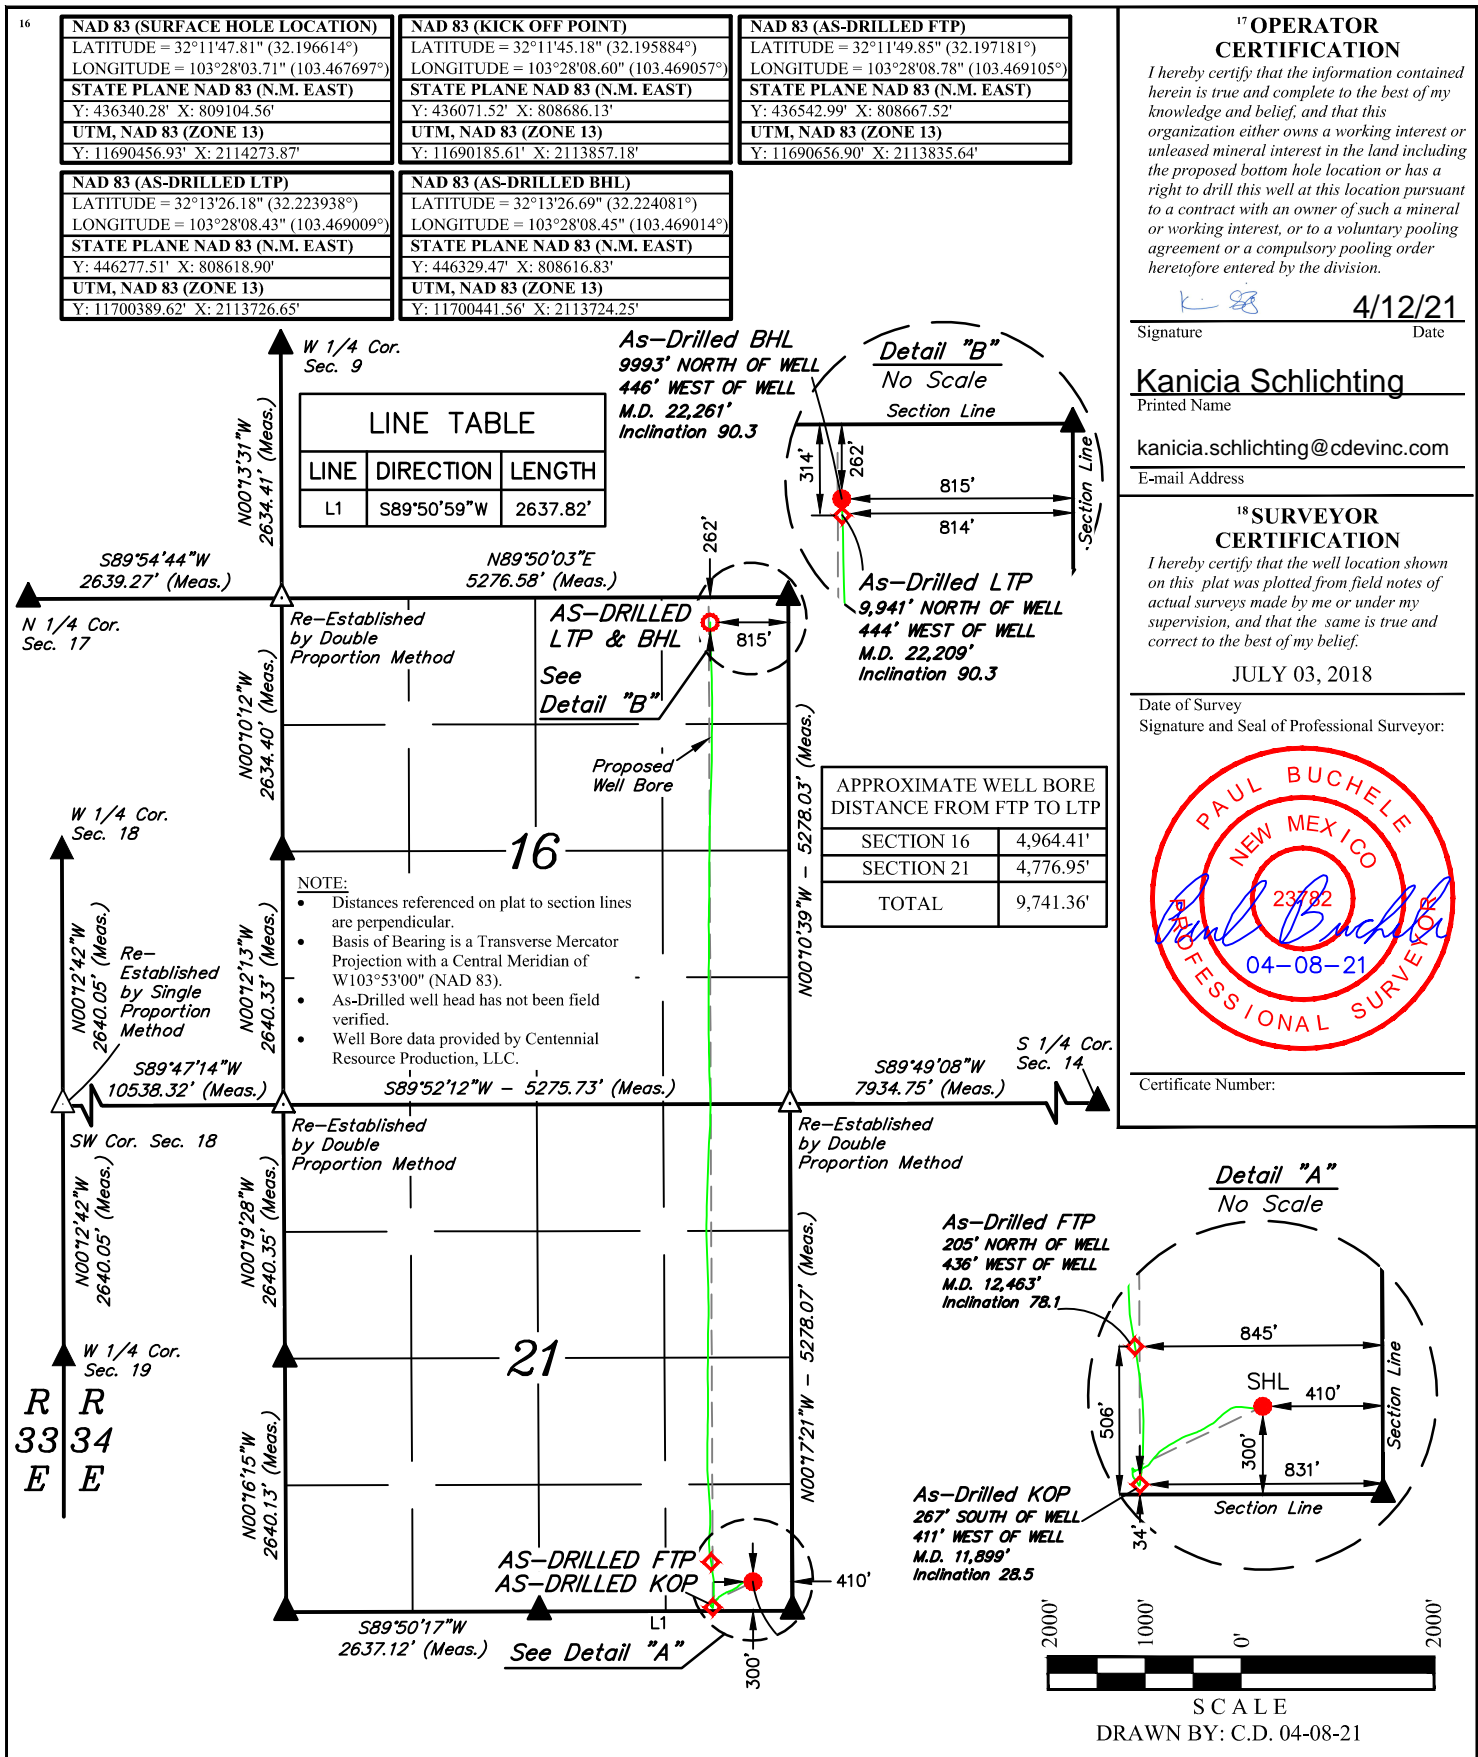 16
NAD 83 (SURFACE HOLE LOCATION)
LATITUDE = 32°11'47.81" (32.196614°)
LONGITUDE = 103°28'03.71" (103.467697°)
STATE PLANE NAD 83 (N.M. EAST)
Y: 436340.28' X: 809104.56'
UTM, NAD 83 (ZONE 13)
Y: 11690456.93' X: 2114273.87'
NAD 83 (KICK OFF POINT)
LATITUDE = 32°11'45.18" (32.195884°)
LONGITUDE = 103°28'08.60" (103.469057°)
STATE PLANE NAD 83 (N.M. EAST)
Y: 436071.52' X: 808686.13'
UTM, NAD 83 (ZONE 13)
Y: 11690185.61' X: 2113857.18'
NAD 83 (AS-DRILLED FTP)
LATITUDE = 32°11'49.85" (32.197181°)
LONGITUDE = 103°28'08.78" (103.469105°)
STATE PLANE NAD 83 (N.M. EAST)
Y: 436542.99' X: 808667.52'
UTM, NAD 83 (ZONE 13)
Y: 11690656.90' X: 2113835.64'
NAD 83 (AS-DRILLED LTP)
LATITUDE = 32°13'26.18" (32.223938°)
LONGITUDE = 103°28'08.43" (103.469009°)
STATE PLANE NAD 83 (N.M. EAST)
Y: 446277.51' X: 808618.90'
UTM, NAD 83 (ZONE 13)
Y: 11700389.62' X: 2113726.65'
NAD 83 (AS-DRILLED BHL)
LATITUDE = 32°13'26.69" (32.224081°)
LONGITUDE = 103°28'08.45" (103.469014°)
STATE PLANE NAD 83 (N.M. EAST)
Y: 446329.47' X: 808616.83'
UTM, NAD 83 (ZONE 13)
Y: 11700441.56' X: 2113724.25'
17 OPERATOR
CERTIFICATION
I hereby certify that the information contained
herein is true and complete to the best of my
knowledge and belief, and that this
organization either owns a working interest or
unleased mineral interest in the land including
the proposed bottom hole location or has a
right to drill this well at this location pursuant
to a contract with an owner of such a mineral
or working interest, or to a voluntary pooling
agreement or a compulsory pooling order
heretofore entered by the division.
4/12/21
Signature Date
Kanicia Schlichting
Printed Name
kanicia.schlichting@cdevinc.com
E-mail Address
18 SURVEYOR
CERTIFICATION
I hereby certify that the well location shown
on this plat was plotted from field notes of
actual surveys made by me or under my
supervision, and that the same is true and
correct to the best of my belief.
JULY 03, 2018
Date of Survey
Signature and Seal of Professional Surveyor:
PAUL BUCHELE
NEW MEXICO
23782
Paul Buchele
04-08-21
PROFESSIONAL SURVEYOR
Certificate Number:
W 1/4 Cor.
Sec. 9
N00°13'31"W
2634.41' (Meas.)
LINE TABLE
LINE DIRECTION LENGTH
L1 S89°50'59"W 2637.82'
As-Drilled BHL
9993' NORTH OF WELL
446' WEST OF WELL
M.D. 22,261'
Inclination 90.3
Detail "B"
No Scale
Section Line
314'
262'
815'
814'
Section Line
As-Drilled LTP
9,941' NORTH OF WELL
444' WEST OF WELL
M.D. 22,209'
Inclination 90.3
S89°54'44"W
2639.27' (Meas.)
N89°50'03"E
5276.58' (Meas.)
262'
N 1/4 Cor.
Sec. 17
Re-Established
by Double
Proportion Method
AS-DRILLED
LTP & BHL
815'
See
Detail "B"
N00°10'12"W
2634.40' (Meas.)
Proposed
Well Bore
N00°10'39"W - 5278.03' (Meas.)
APPROXIMATE WELL BORE
DISTANCE FROM FTP TO LTP
SECTION 16 4,964.41'
SECTION 21 4,776.95'
TOTAL 9,741.36'
W 1/4 Cor.
Sec. 18
16
NOTE:
• Distances referenced on plat to section lines
are perpendicular.
• Basis of Bearing is a Transverse Mercator
Projection with a Central Meridian of
W103°53'00" (NAD 83).
• As-Drilled well head has not been field
verified.
• Well Bore data provided by Centennial
Resource Production, LLC.
N00°12'42"W
2640.05' (Meas.)
Re-
Established
by Single
Proportion
Method
N00°12'13"W
2640.33' (Meas.)
S89°47'14"W
10538.32' (Meas.)
S89°52'12"W - 5275.73' (Meas.)
S89°49'08"W
7934.75' (Meas.)
S 1/4 Cor.
Sec. 14
SW Cor. Sec. 18
Re-Established
by Double
Proportion Method
Re-Established
by Double
Proportion Method
N00°12'42"W
2640.05' (Meas.)
N00°19'28"W
2640.35' (Meas.)
N00°17'21"W - 5278.07' (Meas.)
W 1/4 Cor.
Sec. 19
21
R R
33 34
E E
N00°16'15"W
2640.13' (Meas.)
AS-DRILLED FTP
AS-DRILLED KOP
410'
S89°50'17"W
2637.12' (Meas.)
L1
See Detail "A"
300'
Detail "A"
No Scale
As-Drilled FTP
205' NORTH OF WELL
436' WEST OF WELL
M.D. 12,463'
Inclination 78.1
845'
SHL
410'
506'
300'
831'
Section Line
Section Line
34'
As-Drilled KOP
267' SOUTH OF WELL
411' WEST OF WELL
M.D. 11,899'
Inclination 28.5
2000' 1000' 0' 2000'
SCALE
DRAWN BY: C.D. 04-08-21